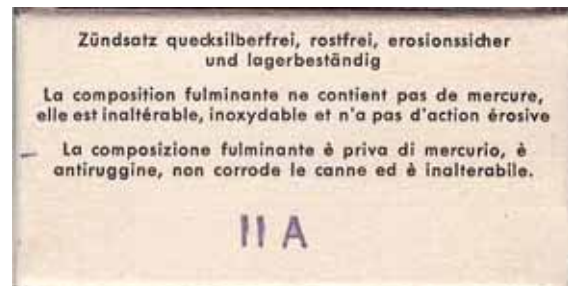 Zündsatz quecksilberfrei, rostfrei, erosionssicher
und lagerbeständig
La composition fulminante ne contient pas de mercure,
elle est inaltérable, inoxydable et n'a pas d'action érosive
La composizione fulminante è priva di mercurio, è
antiruggine, non corrode le canne ed è inalterabile.
II A